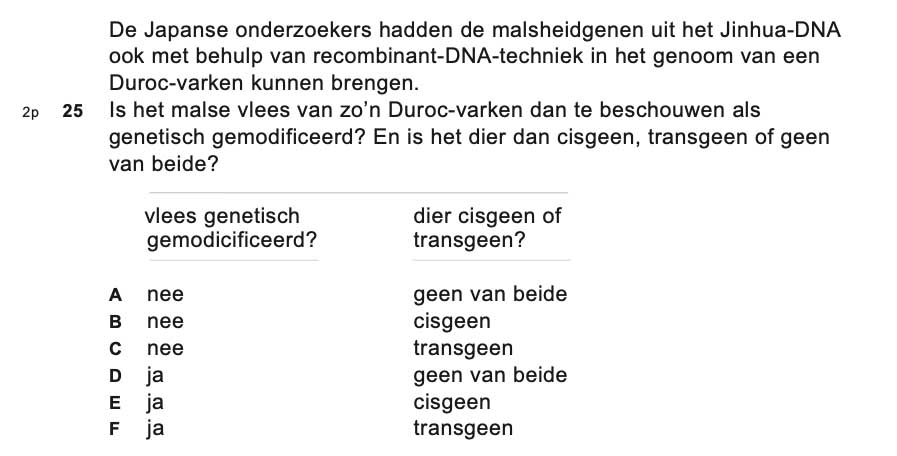 De Japanse onderzoekers hadden de malsheidgenen uit het Jinhua-DNA
ook met behulp van recombinant-DNA-techniek in het genoom van een
Duroc-varken kunnen brengen.
2p 25 Is het malse vlees van zo'n Duroc-varken dan te beschouwen als
genetisch gemodificeerd? En is het dier dan cisgeen, transgeen of geen
van beide?
vlees genetisch dier cisgeen of
gemodicificeerd? transgeen?
A nee geen van beide
B nee cisgeen
C nee transgeen
D ja geen van beide
E ja cisgeen
F ja transgeen